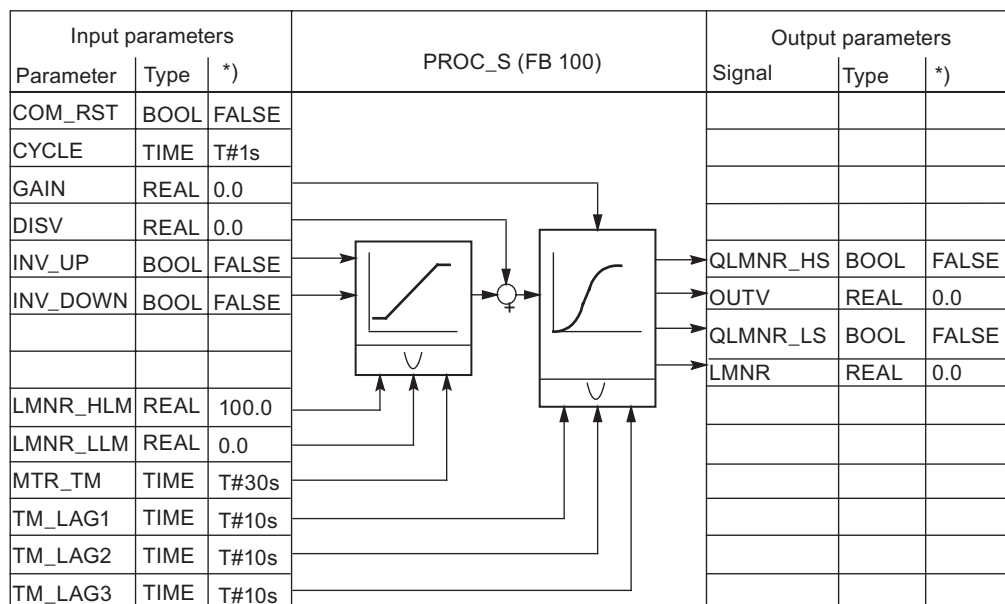 Input parameters PROC_S (FB 100) Output parameters
Parameter Type *) Signal Type *)
COM_RST BOOL FALSE
CYCLE TIME T#1s
GAIN REAL 0.0
DISV REAL 0.0
INV_UP BOOL FALSE QLMNR_HS BOOL FALSE
INV_DOWN BOOL FALSE OUTV REAL 0.0
+
QLMNR_LS BOOL FALSE
LMNR REAL 0.0
LMNR_HLM REAL 100.0
LMNR_LLM REAL 0.0
MTR_TM TIME T#30s
TM_LAG1 TIME T#10s
TM_LAG2 TIME T#10s
TM_LAG3 TIME T#10s